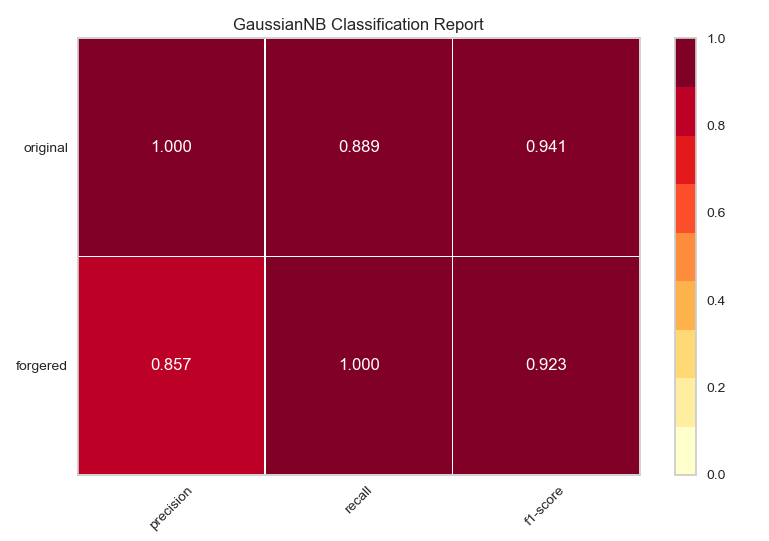 GaussianNB Classification Report
original
1.000
0.889
0.941
forgered
0.857
1.000
0.923
precision
recall
f1-score
1.0
0.8
0.6
0.4
0.2
0.0